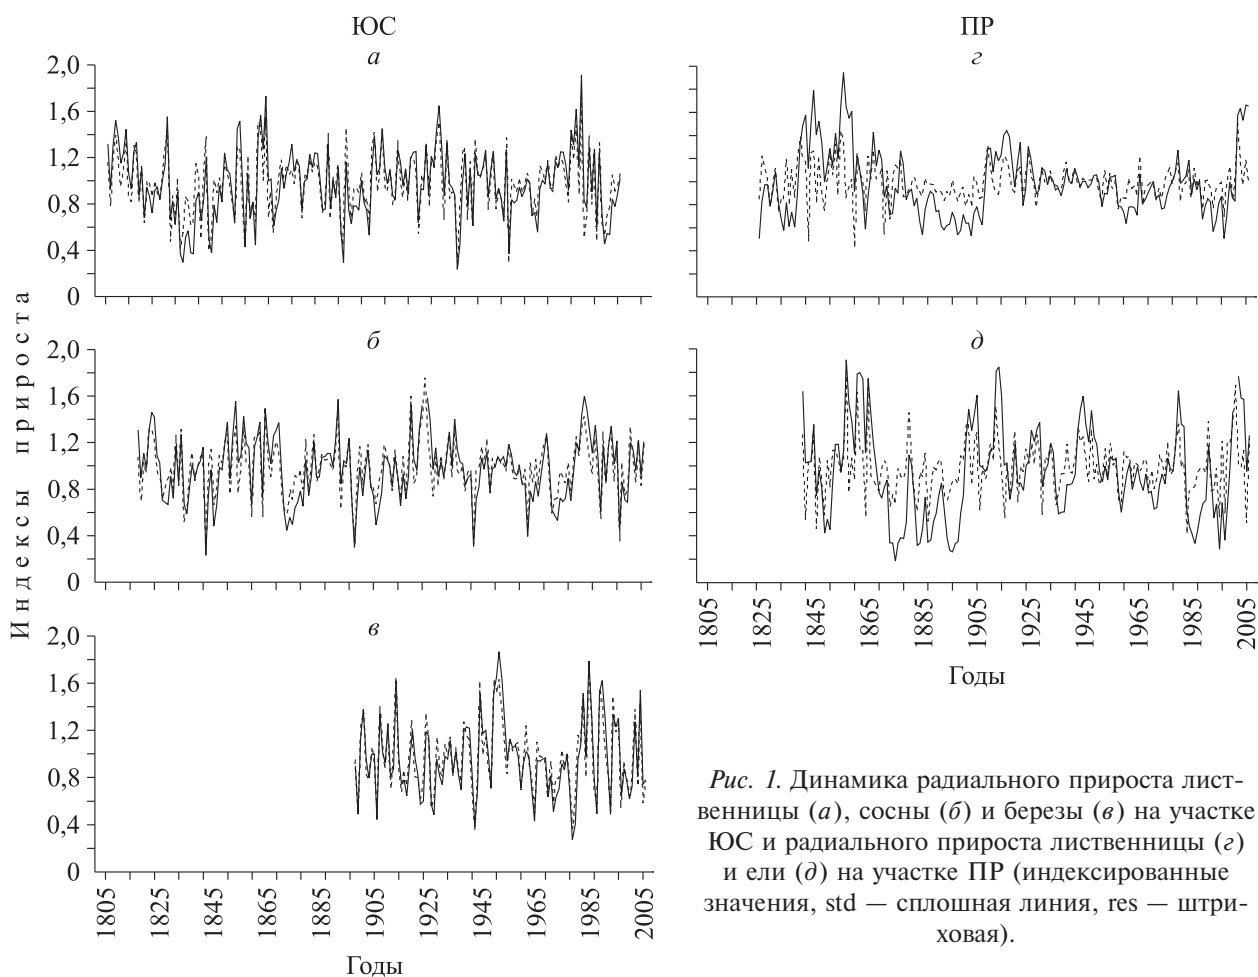 ЮС
а
2,0
1,6
1,2
0,8
0,4
0
б
2,0
1,6
1,2
0,8
0,4
0
в
2,0
1,6
1,2
0,8
0,4
0
1805 1825 1845 1865 1885 1905 1925 1945 1965 1985 2005
Годы
Индексы прироста
ПР
г
д
1805 1825 1845 1865 1885 1905 1925 1945 1965 1985 2005
Годы
Рис. 1. Динамика радиального прироста лист-
венницы (а), сосны (б) и березы (в) на участке
ЮС и радиального прироста лиственницы (г)
и ели (д) на участке ПР (индексированные
значения, std — сплошная линия, res — штри-
ховая).